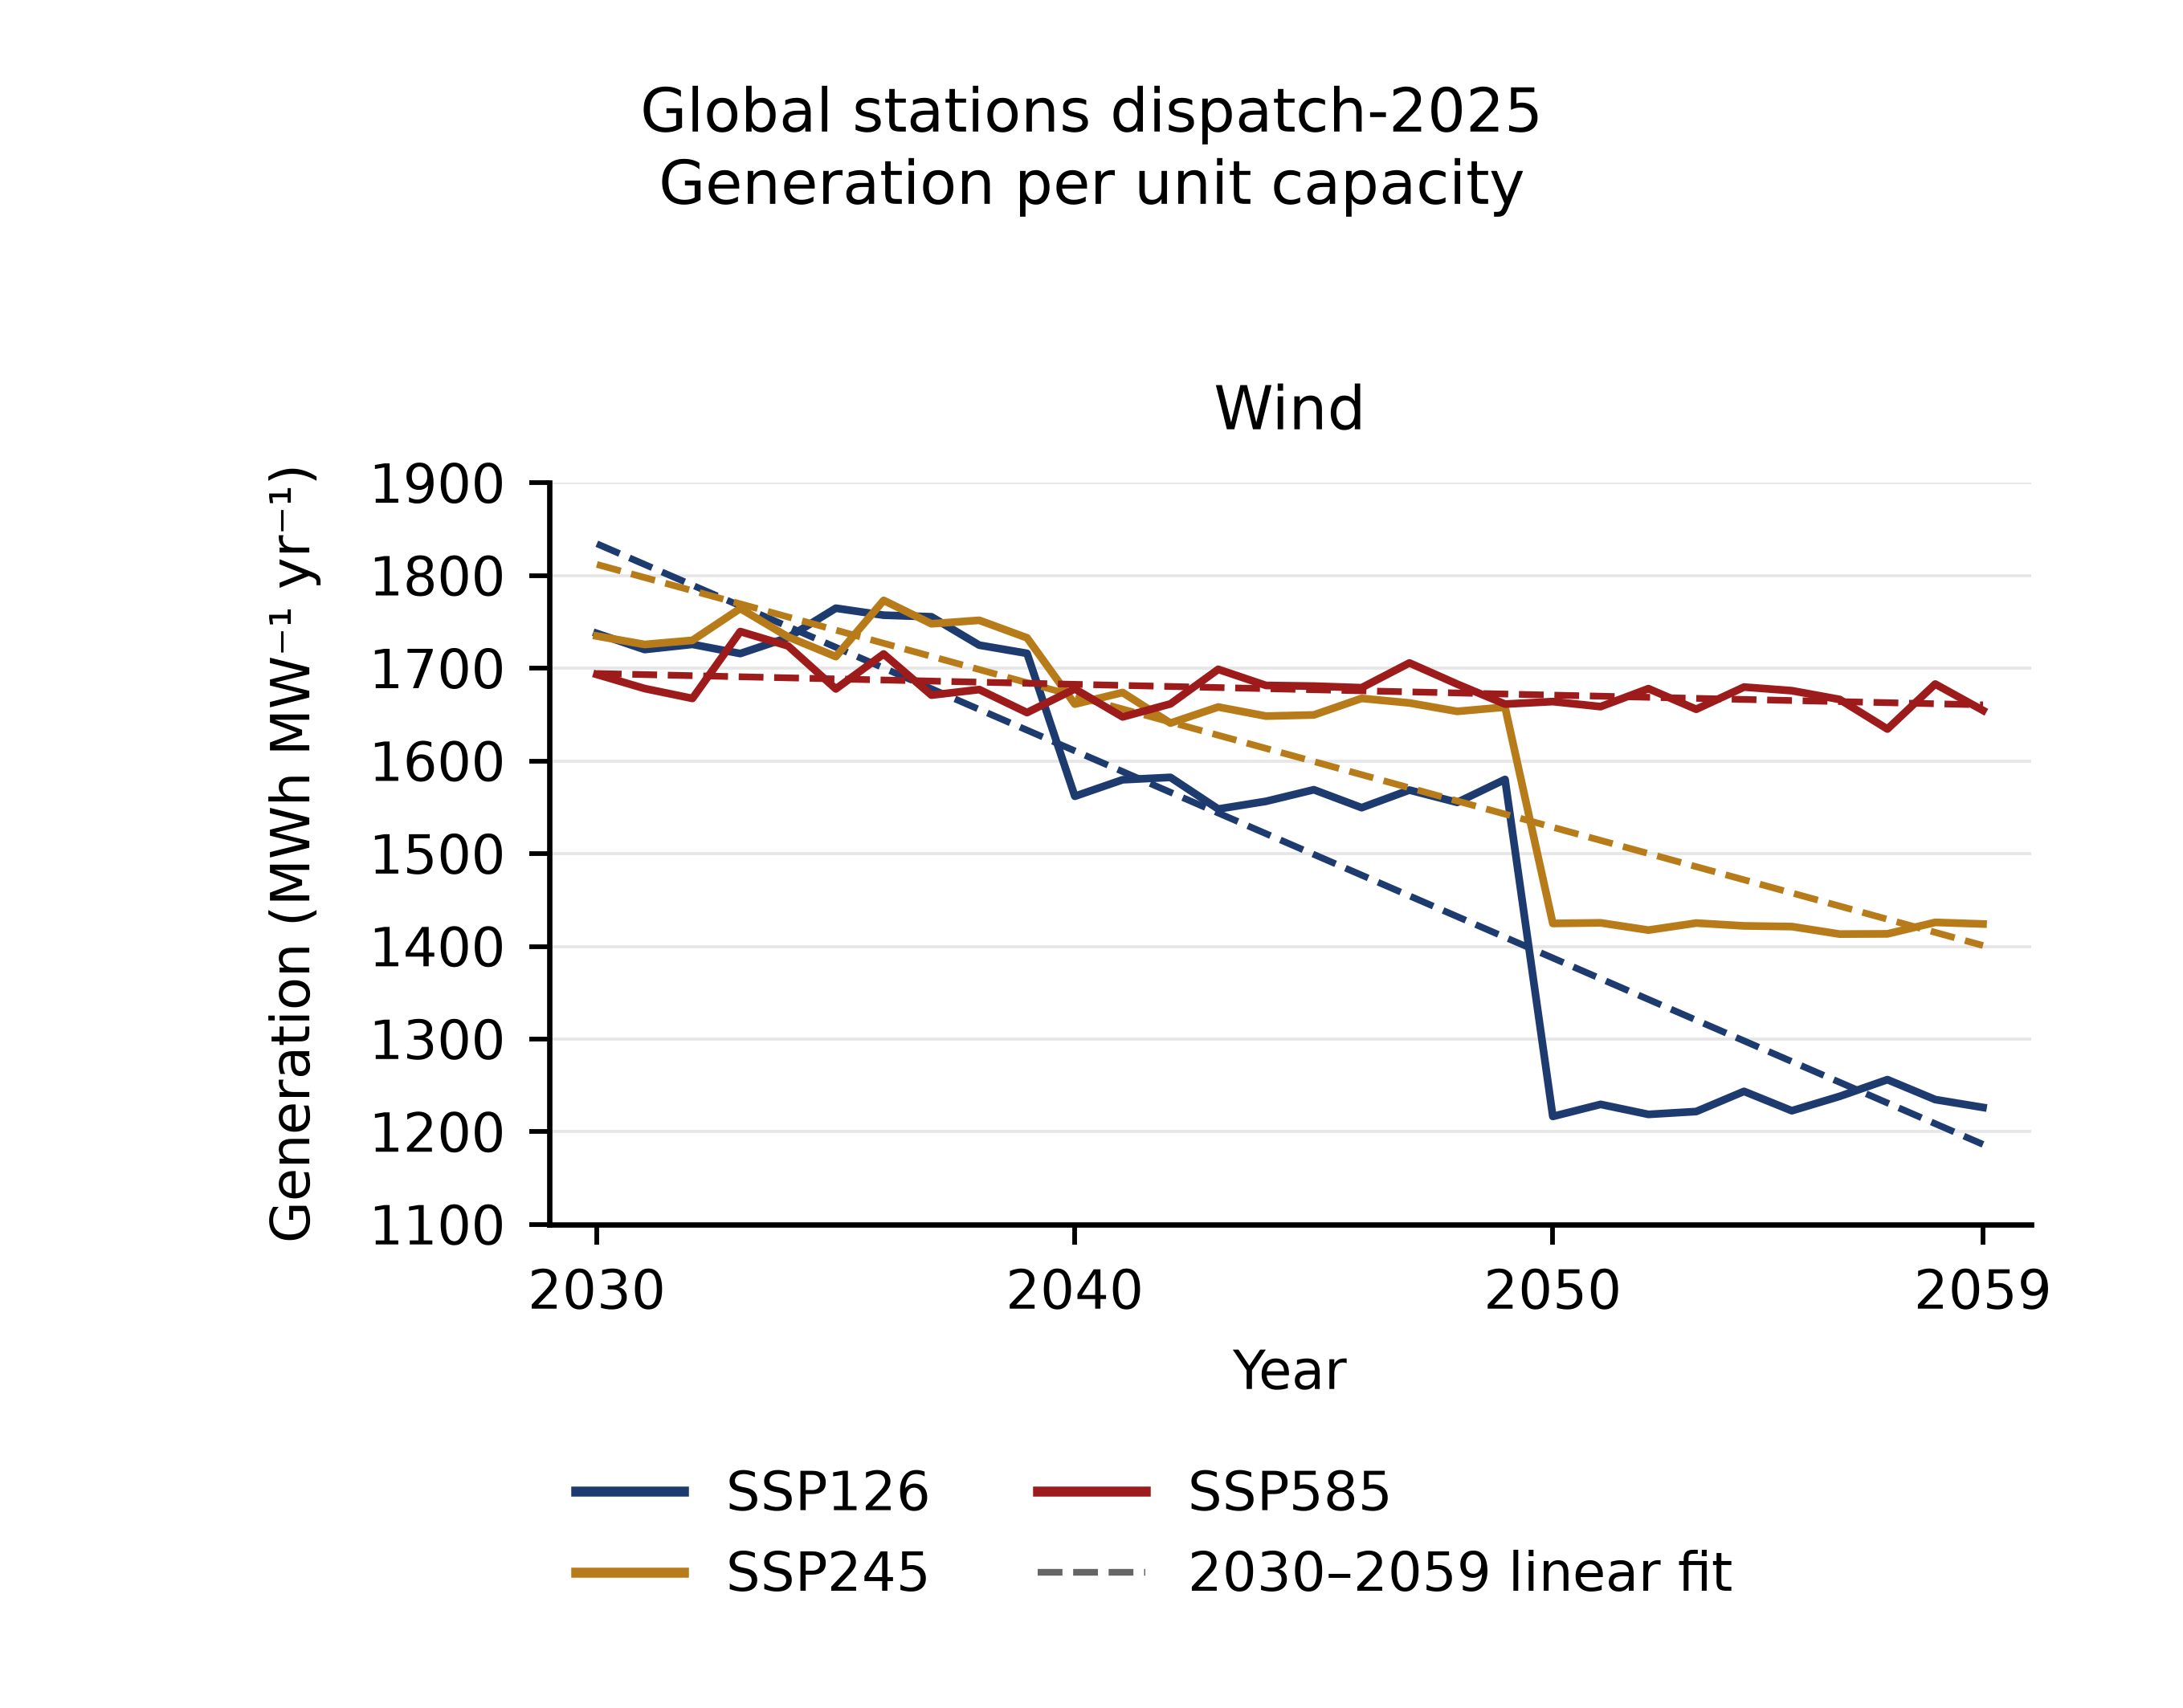 Global stations dispatch-2025
Generation per unit capacity
Wind
Generation (MWh MW⁻¹ yr⁻¹)
1900
1800
1700
1600
1500
1400
1300
1200
1100
2030 2040 2050 2059
Year
SSP126 SSP585
SSP245 2030–2059 linear fit